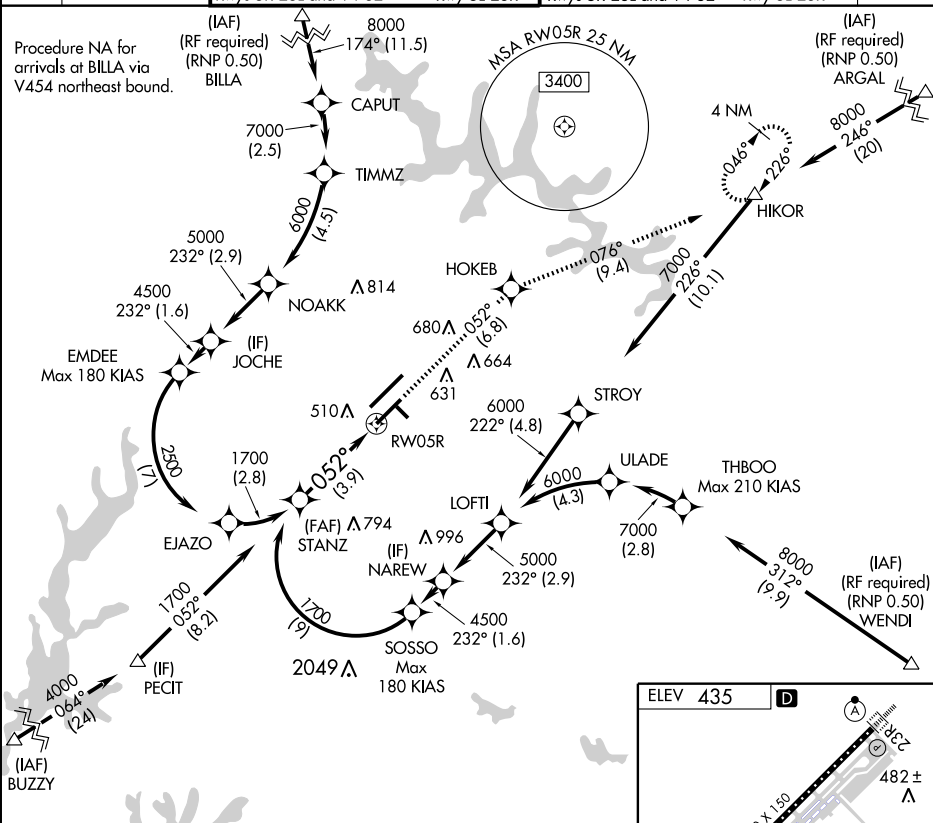 Procedure NA for
arrivals at BILLA via
V454 northeast bound.
(IAF)
(RF required)
(RNP 0.50)
BILLA
8000
174° (11.5)
CAPUT
7000
(2.5)
TIMMZ
6000
(4.5)
MSA RW05R 25 NM
3400
(IAF)
(RF required)
(RNP 0.50)
ARGAL
8000
246°
(20)
4 NM
046°
226°
HIKOR
7000
226°
(10.1)
5000
232° (2.9)
NOAKK
814
4500
232° (1.6)
(IF)
JOCHE
EMDEE
Max 180 KIAS
HOKEB
076°
(9.4)
052°
(6.8)
680
664
631
510
RW05R
052°
(3.9)
2500
(7)
1700
(2.8)
EJAZO
(FAF)
STANZ
794
STROY
6000
222° (4.8)
ULADE
6000
(4.3)
THBOO
Max 210 KIAS
7000
(2.8)
LOFTI
996
(IF)
NAREW
5000
232° (2.9)
4500
232° (1.6)
SOSSO
Max
180 KIAS
1700
(9)
2049
8000
312°
(9.9)
(IAF)
(RF required)
(RNP 0.50)
WENDI
1700
052°
(8.2)
(IF)
PECIT
4000
064°
(24)
(IAF)
BUZZY
ELEV 435
D
A
23R
P
482±
X 150